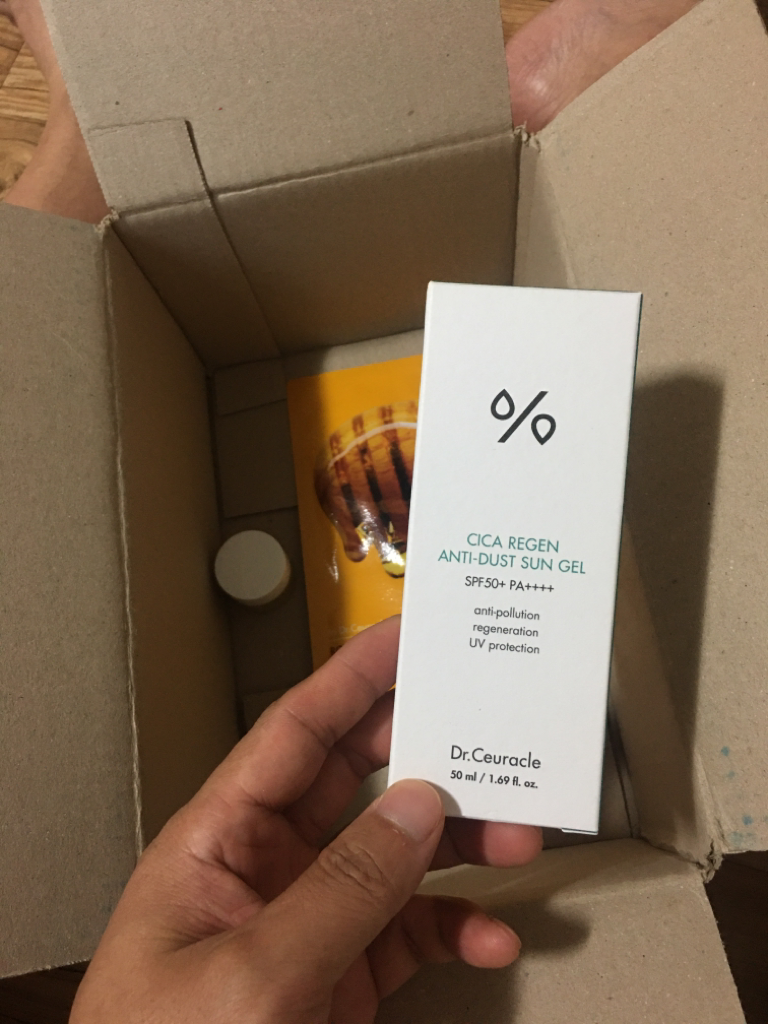 %
CICA REGEN
ANTI-DUST SUN GEL
SPF50+ PA++++
anti-pollution
regeneration
UV protection
Dr.Ceuracle
50 ml / 1.69 fl. oz.